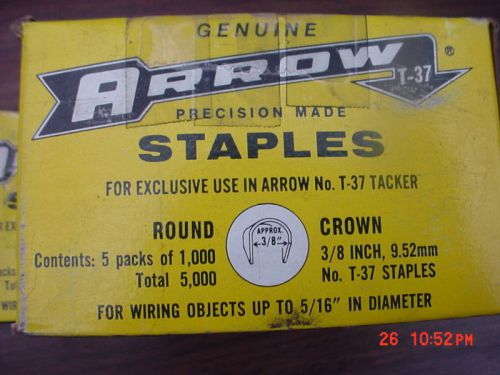 GENUINE
ARROW ®
T-37
PRECISION MADE
STAPLES
FOR EXCLUSIVE USE IN ARROW No. T-37 TACKER
ROUND CROWN
APPROX.
3/8"
Contents: 5 packs of 1,000
Total 5,000
3/8 INCH, 9.52mm
No. T-37 STAPLES
FOR WIRING OBJECTS UP TO 5/16" IN DIAMETER
26 10:52PM